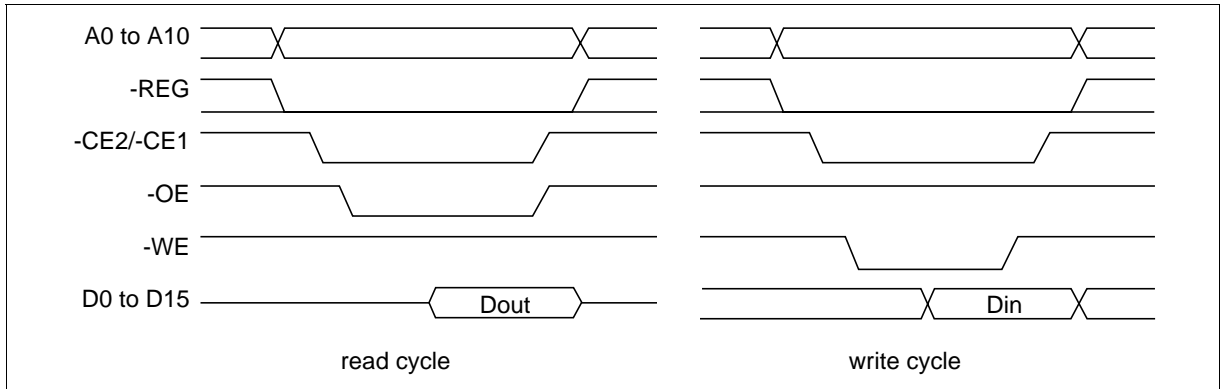 A0 to A10
-REG
-CE2/-CE1
-OE
-WE
D0 to D15 Dout Din
read cycle write cycle